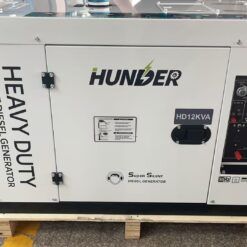 HEAVY DUTY
DIESEL GENERATOR
HUNDER
HD12KVA
Super Silent
DIESEL GENERATOR